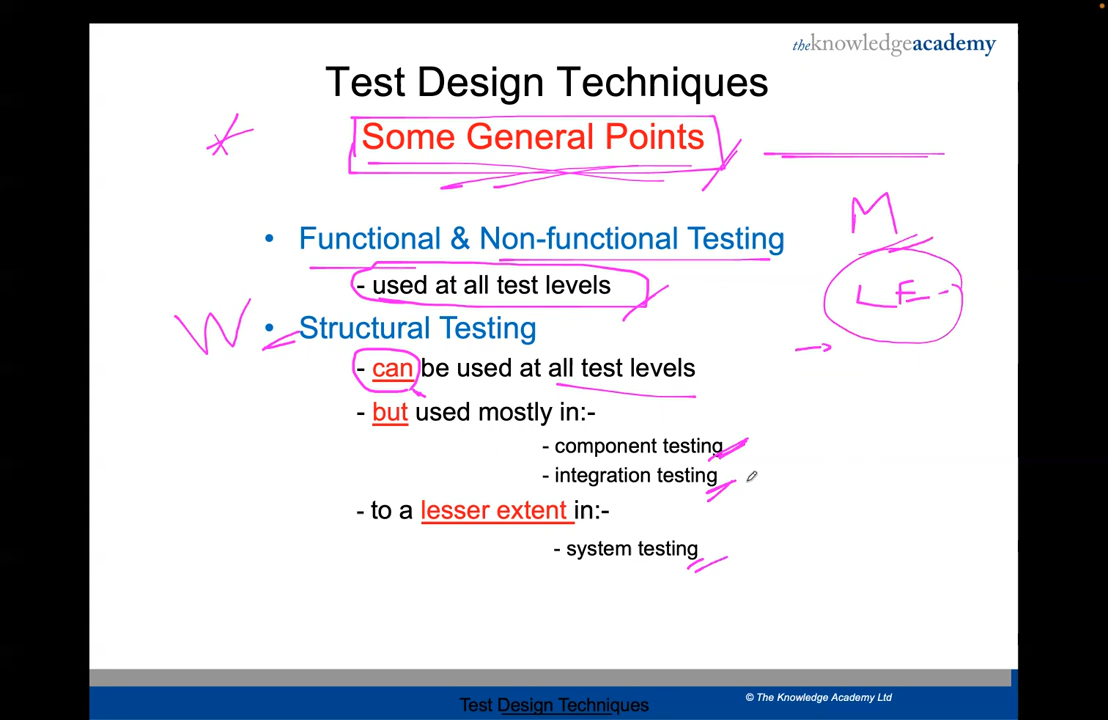 theknowledgeacademy
Test Design Techniques
Some General Points
M
• Functional & Non-functional Testing
- used at all test levels
LE
W
• Structural Testing
- can be used at all test levels
- but used mostly in:-
- component testing
- integration testing
- to a lesser extent in:-
- system testing
Test Design Techniques
© The Knowledge Academy Ltd